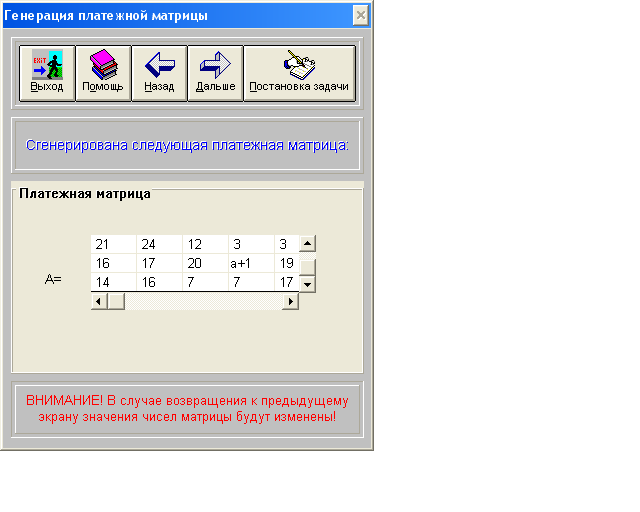 Генерация платежной матрицы
EXIT
Выход Помощь Назад Дальше Постановка задачи
Сгенерирована следующая платежная матрица:
Платежная матрица
21 24 12 3 3
16 17 20 a+1 19
A=
14 16 7 7 17
ВНИМАНИЕ! В случае возвращения к предыдущему
экрану значения чисел матрицы будут изменены!